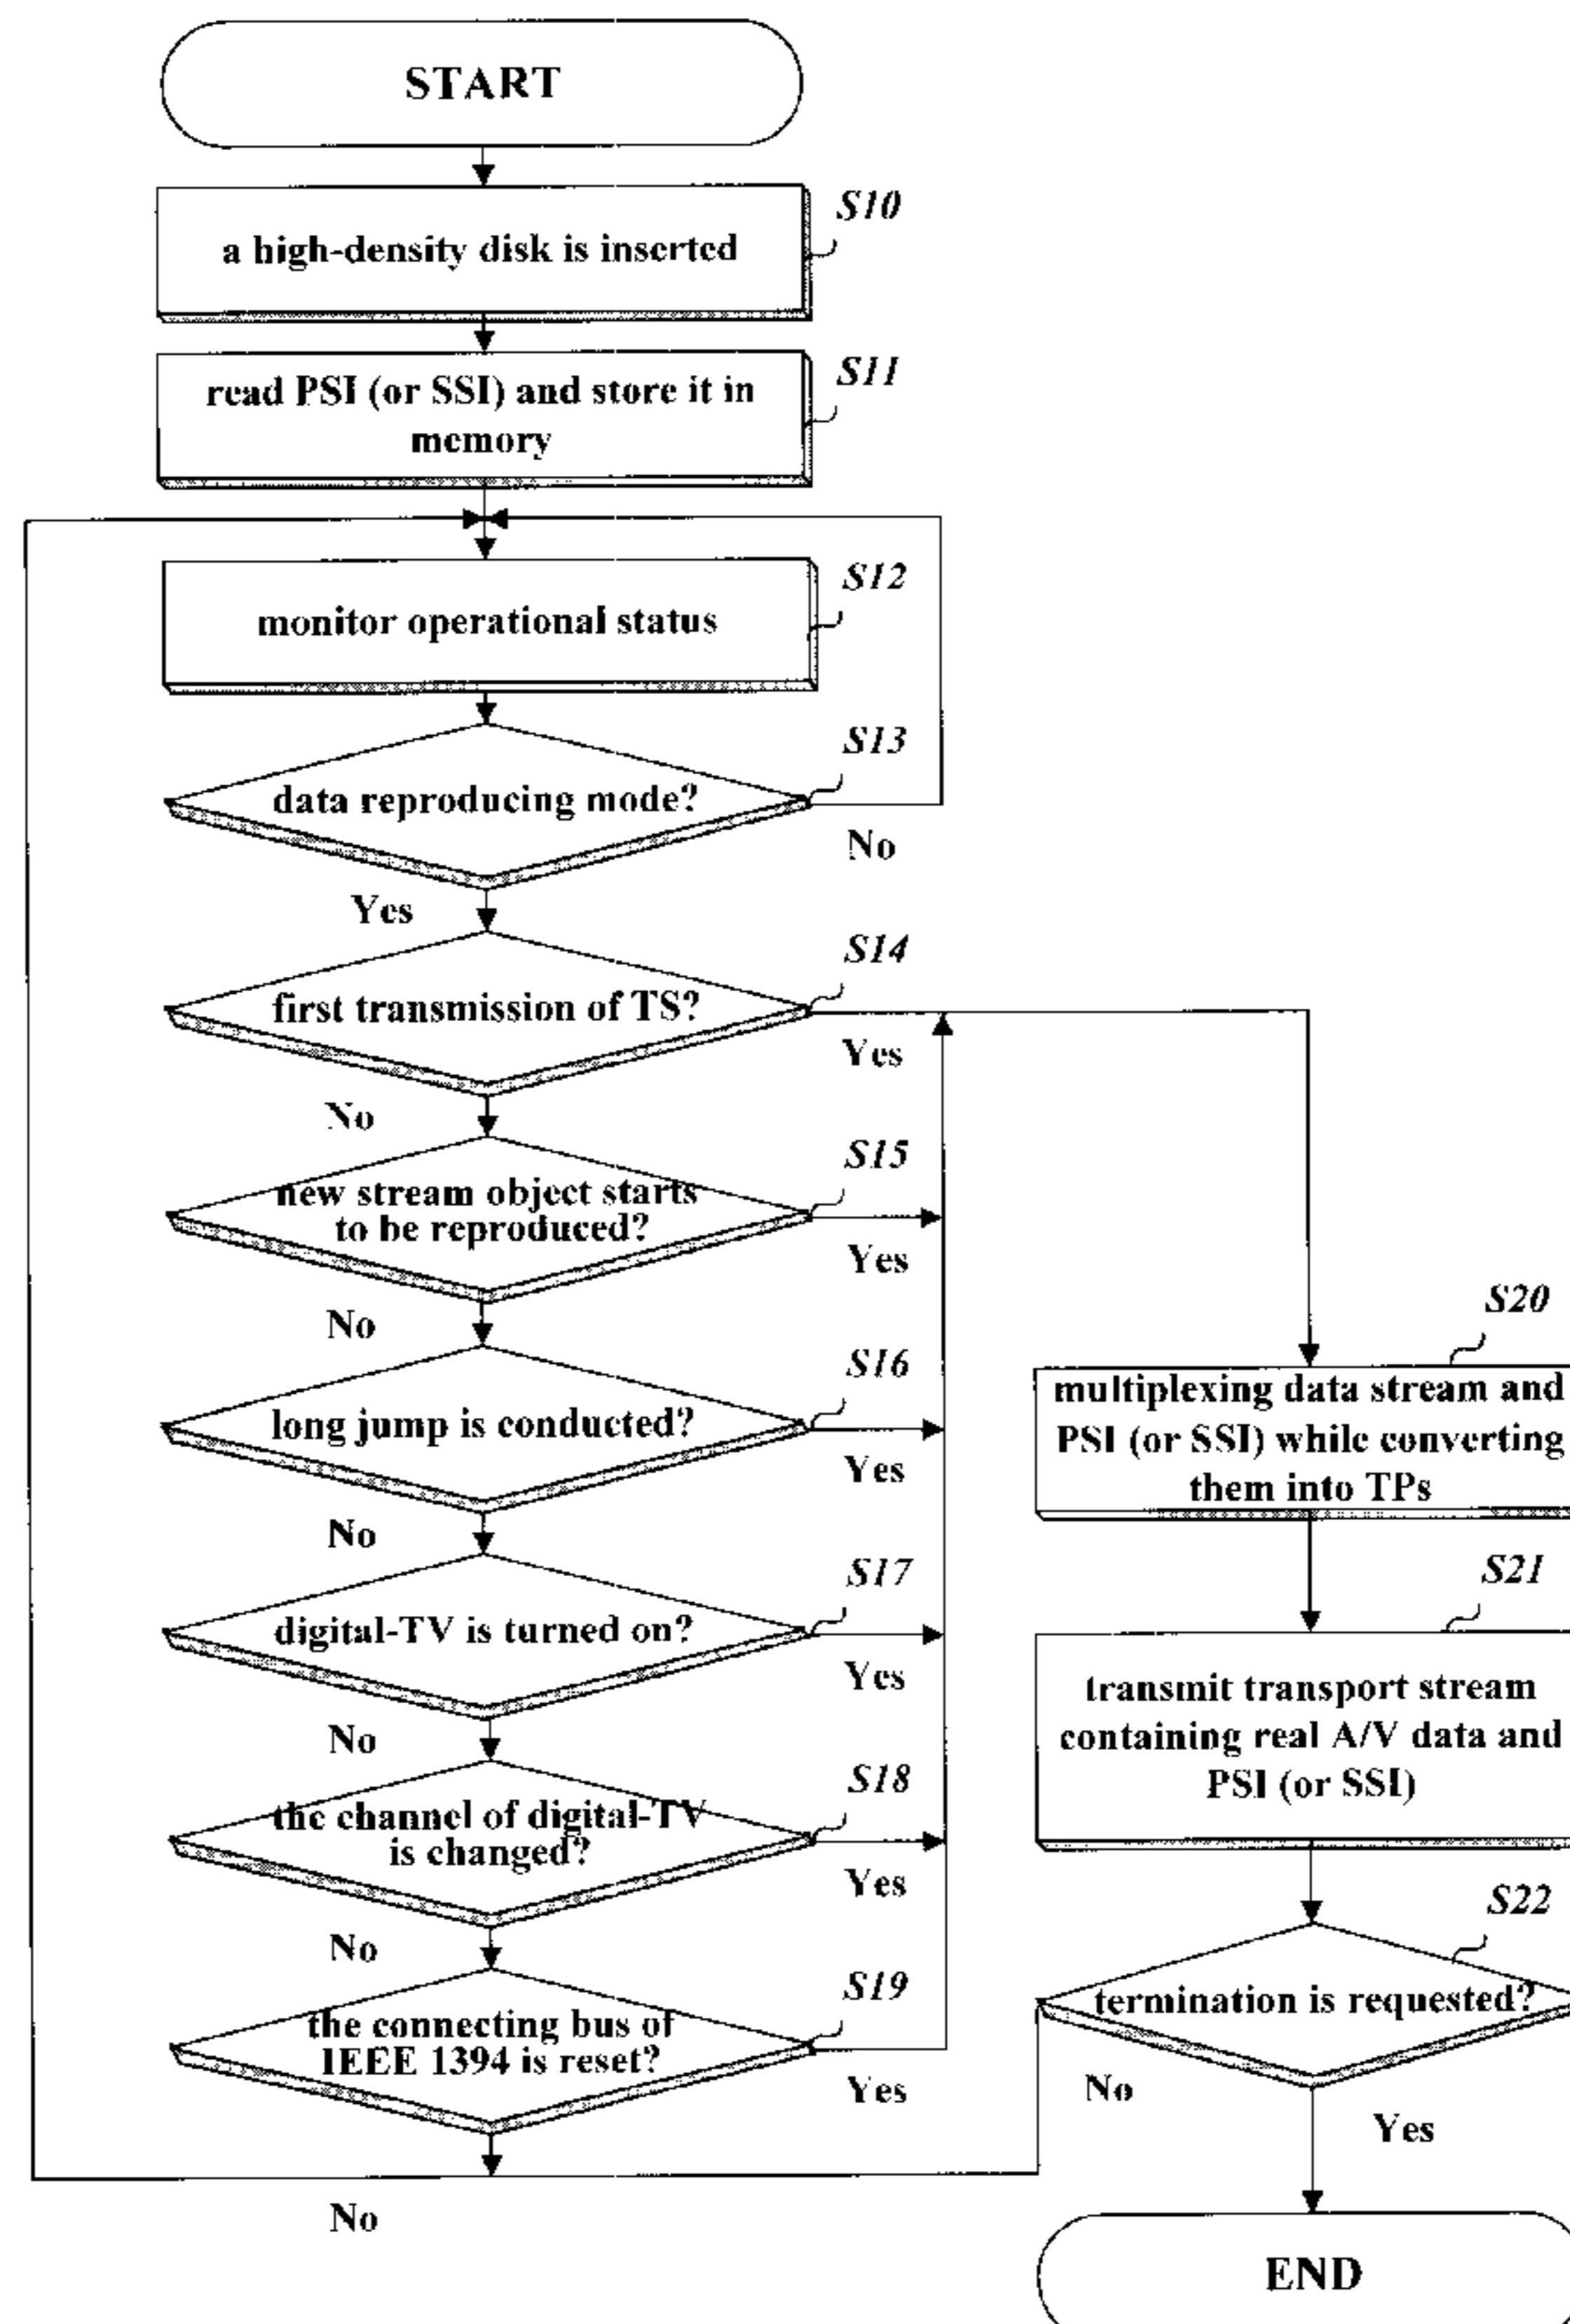 START
S10
a high-density disk is inserted
S11
read PSI (or SSI) and store it in
memory
S12
monitor operational status
S13
data reproducing mode?
No
Yes
S14
first transmission of TS?
Yes
No
S15
new stream object starts
to be reproduced?
Yes
No
S16
long jump is conducted?
Yes
No
S17
digital-TV is turned on?
Yes
No
S18
the channel of digital-TV
is changed?
Yes
No
S19
the connecting bus of
IEEE 1394 is reset?
Yes
No
S20
multiplexing data stream and
PSI (or SSI) while converting
them into TPs
S21
transmit transport stream
containing real A/V data and
PSI (or SSI)
S22
termination is requested?
No
Yes
END